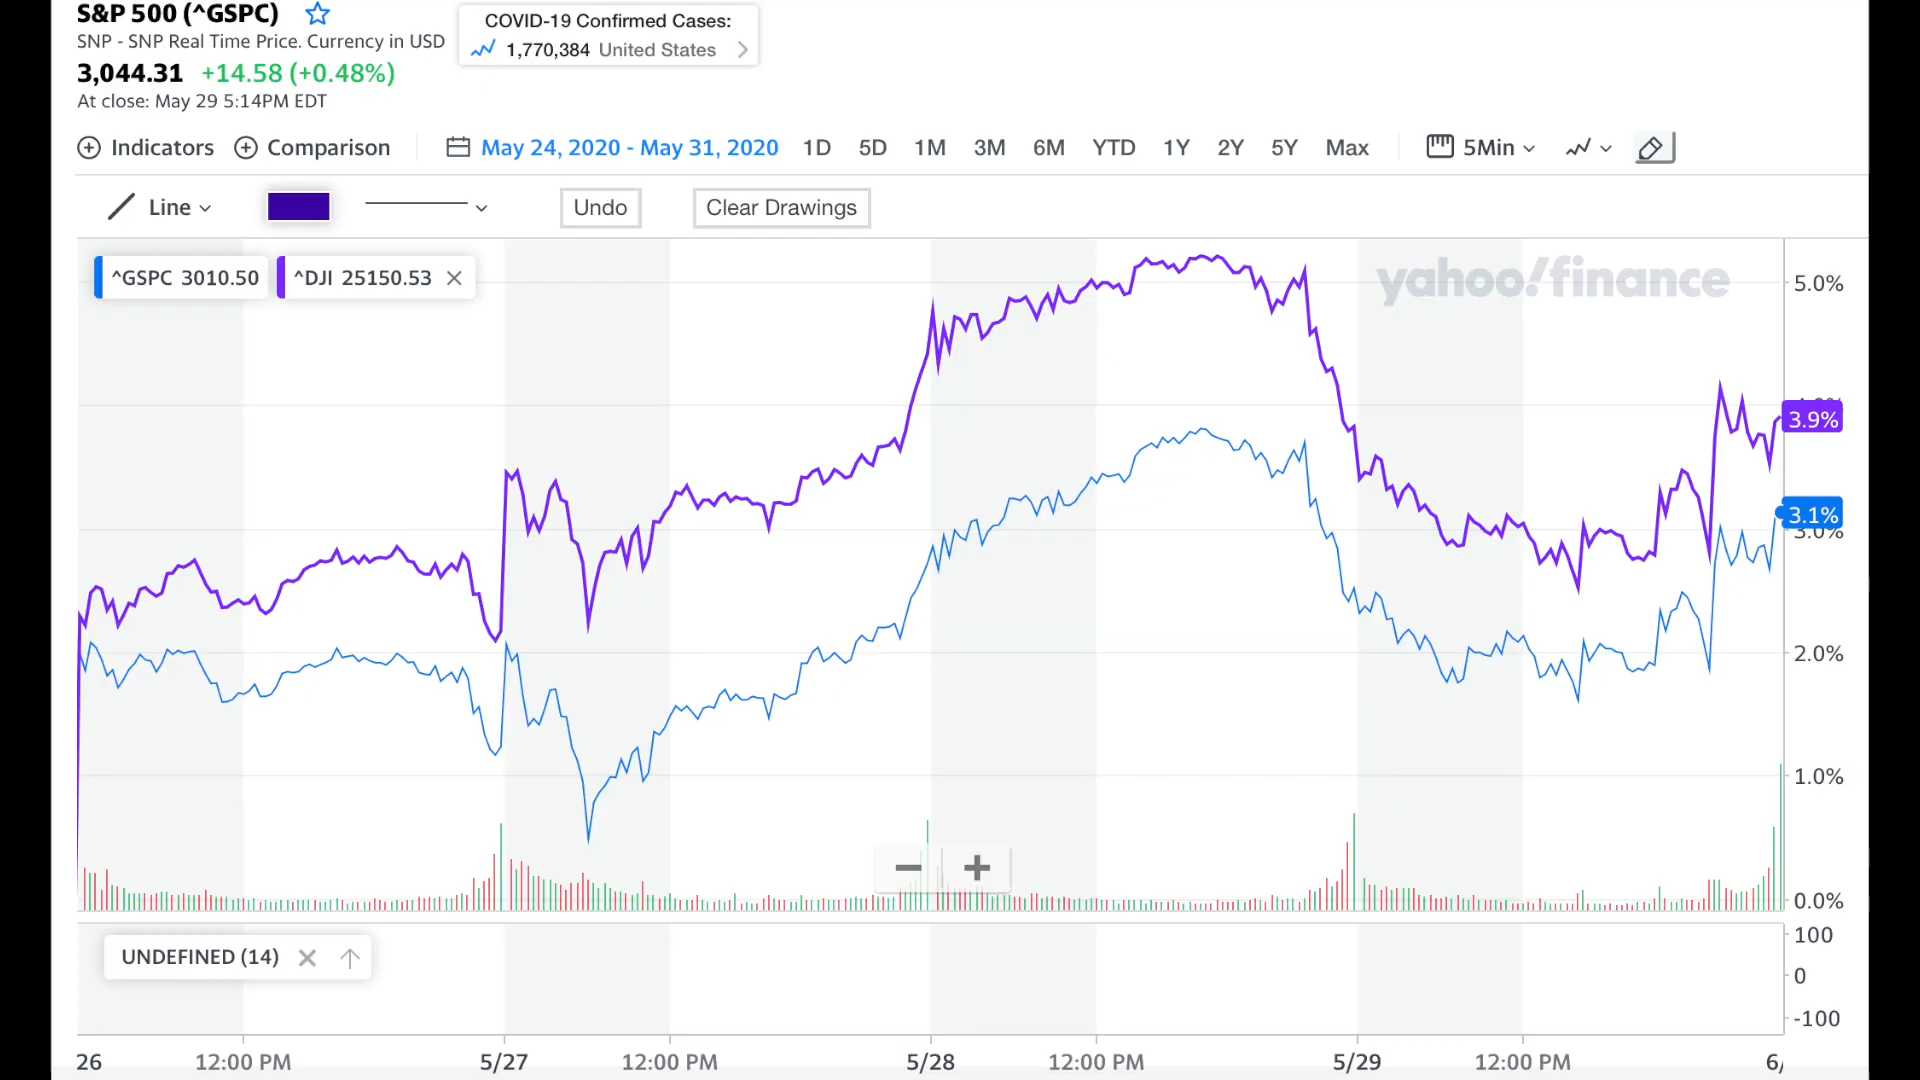 S&P 500 (^GSPC)
SNP - SNP Real Time Price. Currency in USD
3,044.31 +14.58 (+0.48%)
At close: May 29 5:14PM EDT
COVID-19 Confirmed Cases:
1,770,384 United States
Indicators Comparison May 24, 2020 - May 31, 2020 1D 5D 1M 3M 6M YTD 1Y 2Y 5Y Max 5Min
Line Undo Clear Drawings
^GSPC 3010.50 ^DJI 25150.53
yahoo!finance
5.0%
3.9%
3.1%
3.0%
2.0%
1.0%
0.0%
UNDEFINED (14)
100
0
-100
26 12:00 PM 5/27 12:00 PM 5/28 12:00 PM 5/29 12:00 PM 6/